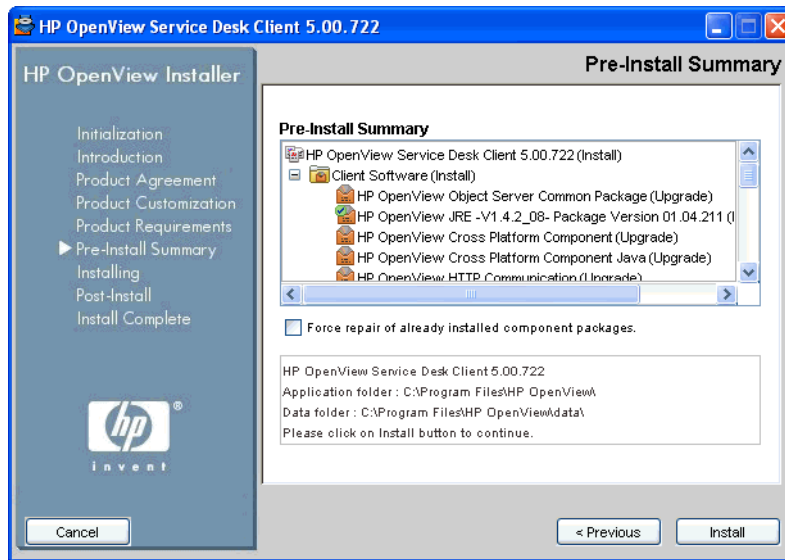 HP OpenView Service Desk Client 5.00.722
HP OpenView Installer
Pre-Install Summary
Initialization
Introduction
Product Agreement
Product Customization
Product Requirements
Pre-Install Summary
Installing
Post-Install
Install Complete
hp
®
invent
Pre-Install Summary
HP OpenView Service Desk Client 5.00.722 (Install)
Client Software (Install)
HP OpenView Object Server Common Package (Upgrade)
HP OpenView JRE -V1.4.2_08- Package Version 01.04.211 (I
HP OpenView Cross Platform Component (Upgrade)
HP OpenView Cross Platform Component Java (Upgrade)
HP OpenView HTTP Communication (Upgrade)
Force repair of already installed component packages.
HP OpenView Service Desk Client 5.00.722
Application folder : C:\Program Files\HP OpenView\
Data folder : C:\Program Files\HP OpenView\data\
Please click on Install button to continue.
Cancel
< Previous
Install